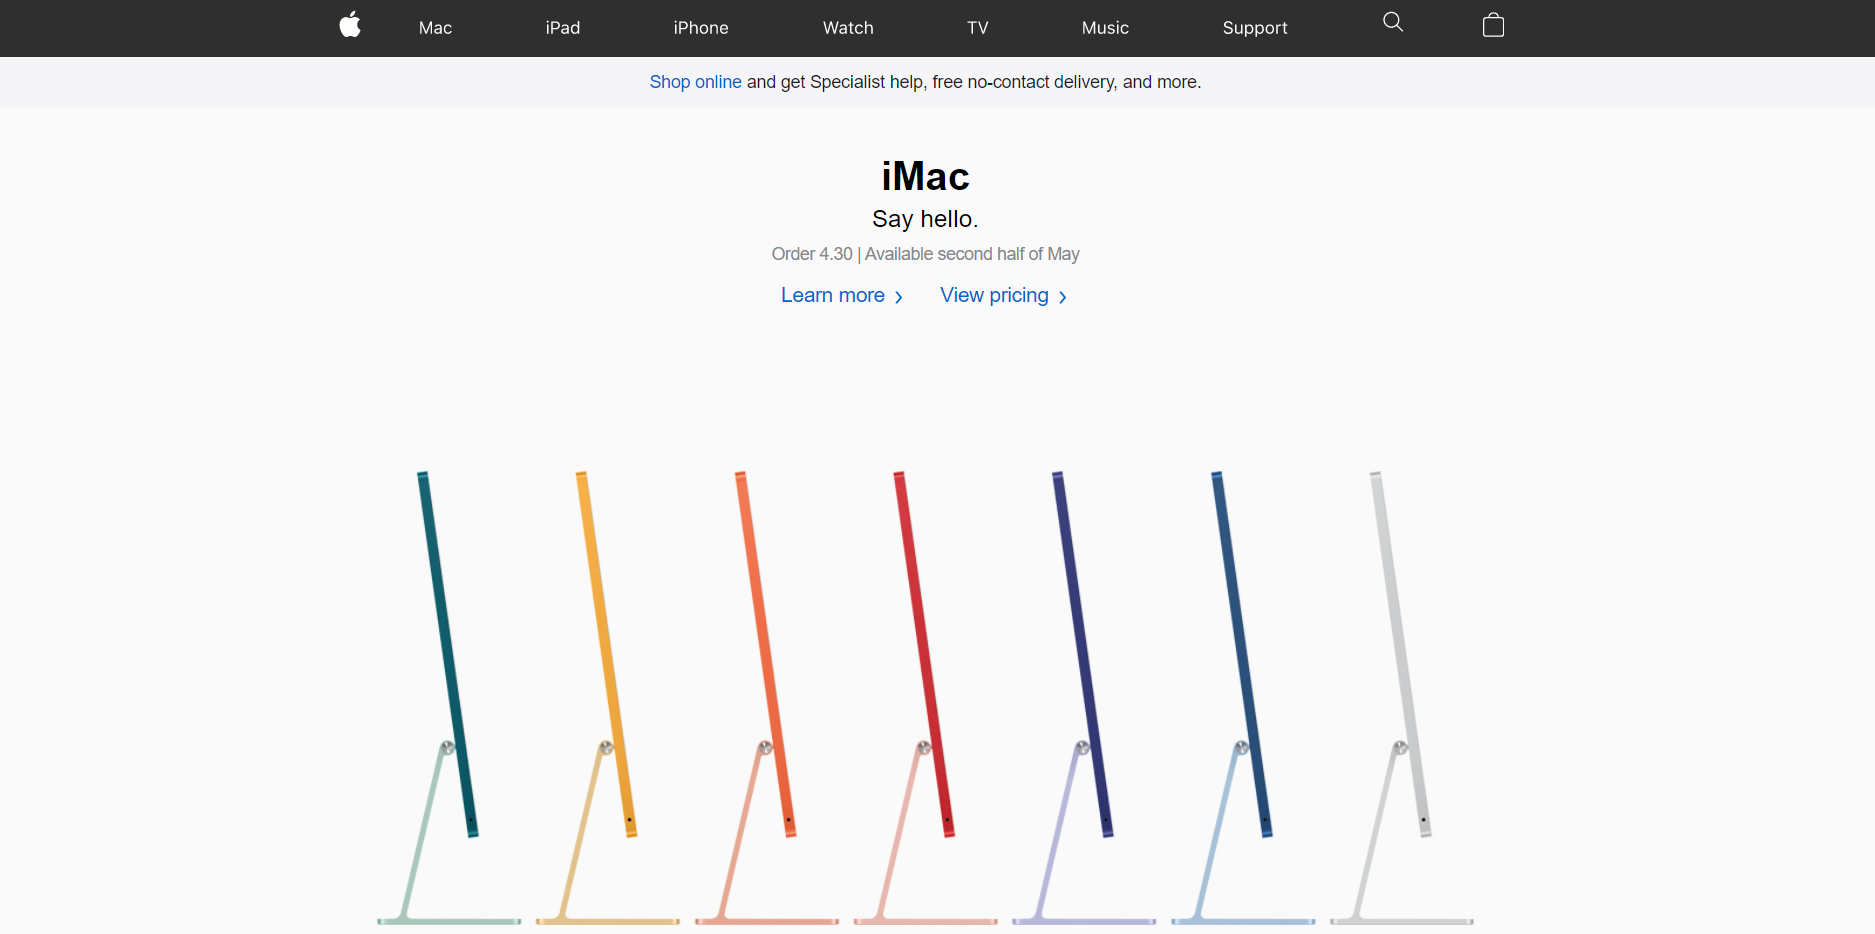 Mac iPad iPhone Watch TV Music Support
Shop online and get Specialist help, free no-contact delivery, and more.
iMac
Say hello.
Order 4.30 | Available second half of May
Learn more › View pricing ›